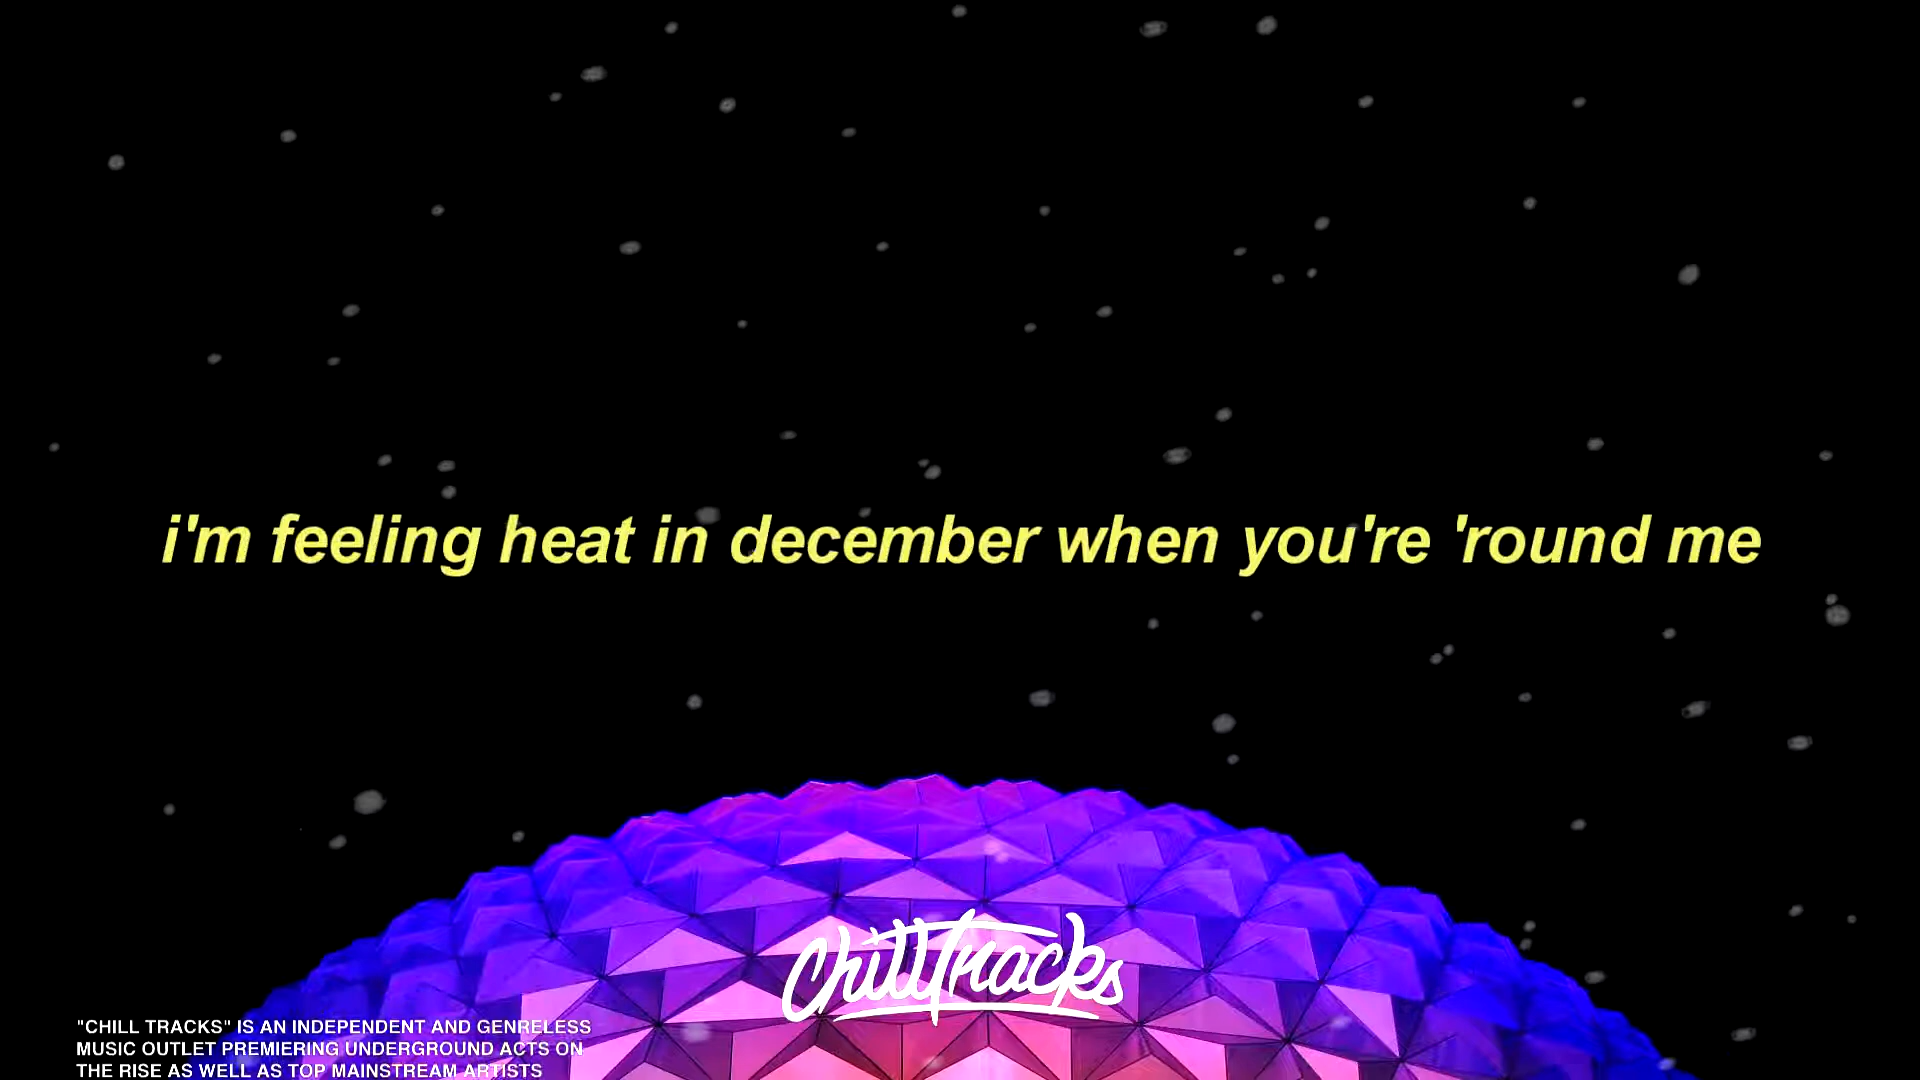 i'm feeling heat in december when you're 'round me
ChillTracks
"CHILL TRACKS" IS AN INDEPENDENT AND GENRELESS
MUSIC OUTLET PREMIERING UNDERGROUND ACTS ON
THE RISE AS WELL AS TOP MAINSTREAM ARTISTS